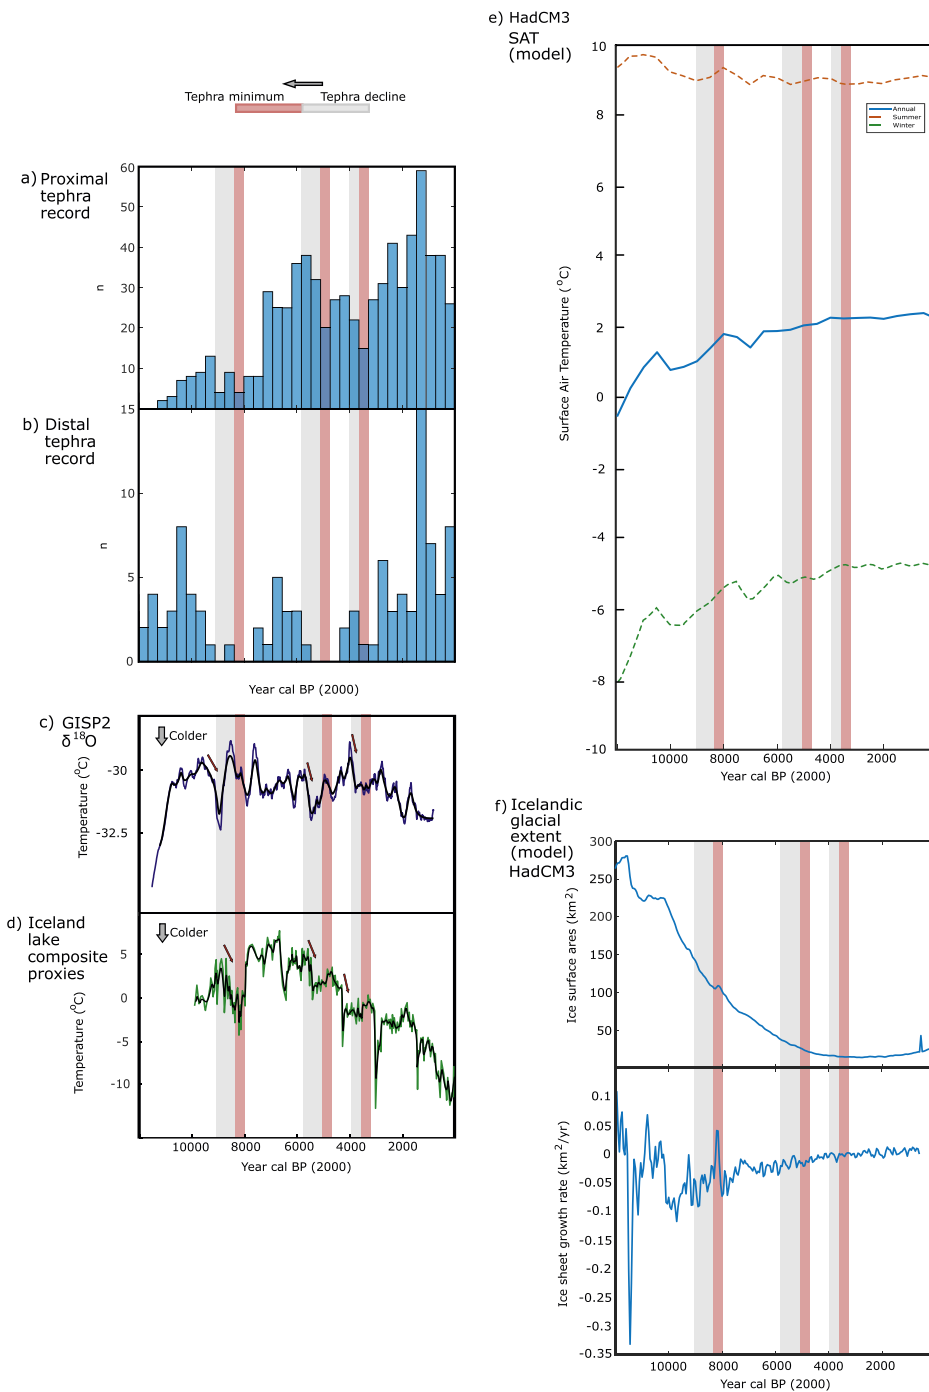 e) HadCM3
SAT
(model)
Tephra minimum
Tephra decline
a) Proximal
tephra
record
60
50
40
30
20
10
n
b) Distal
tephra
record
15
10
5
0
n
Year cal BP (2000)
c) GISP2
δ18O
Colder
-30
-32.5
Temperature (°C)
d) Iceland
lake
composite
proxies
Colder
5
0
-5
-10
Temperature (°C)
10000 8000 6000 4000 2000
Year cal BP (2000)
10
8
6
4
2
0
-2
-4
-6
-8
-10
Surface Air Temperature (°C)
Annual
Summer
Winter
10000 8000 6000 4000 2000
Year cal BP (2000)
f) Icelandic
glacial
extent
(model)
HadCM3
300
250
200
150
100
50
Ice surface ares (km2)
0.1
0.05
0
-0.05
-0.1
-0.15
-0.2
-0.25
-0.3
-0.35
Ice sheet growth rate (km2/yr)
10000 8000 6000 4000 2000
Year cal BP (2000)